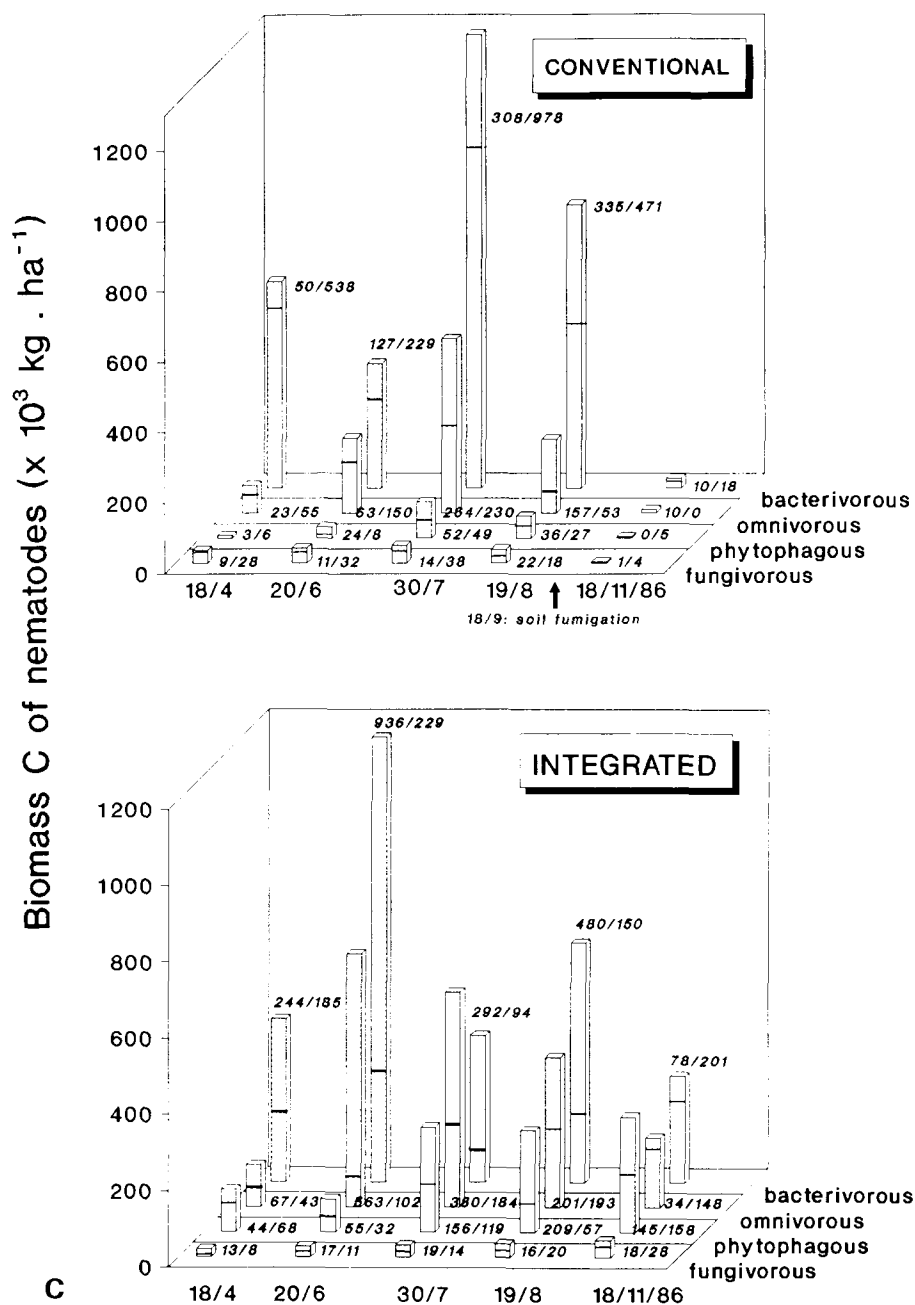 Biomass C of nematodes (x 10³ kg . ha⁻¹)
CONVENTIONAL
1200
1000
800
600
400
200
0
308/978
335/471
50/538
127/229
10/18
23/55 63/150 264/230 157/53 10/0
3/6 24/8 52/49 36/27 0/5
9/28 11/32 14/38 22/18 1/4
bacterivorous
omnivorous
phytophagous
fungivorous
18/4 20/6 30/7 19/8 18/11/86
18/9: soil fumigation
INTEGRATED
1200
1000
800
600
400
200
0
936/229
480/150
244/185
292/94
78/201
67/43 563/102 380/184 201/193 34/148
44/68 55/32 156/119 209/57 145/158
13/8 17/11 19/14 16/20 18/28
bacterivorous
omnivorous
phytophagous
fungivorous
18/4 20/6 30/7 19/8 18/11/86
C